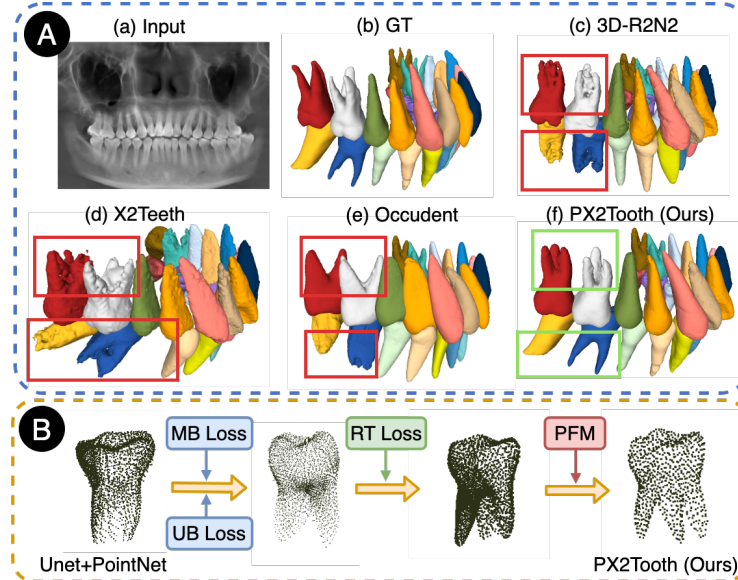 A
(a) Input
(b) GT
(c) 3D-R2N2
(d) X2Teeth
(e) Occudent
(f) PX2Tooth (Ours)
B
MB Loss
RT Loss
PFM
UB Loss
Unet+PointNet
PX2Tooth (Ours)